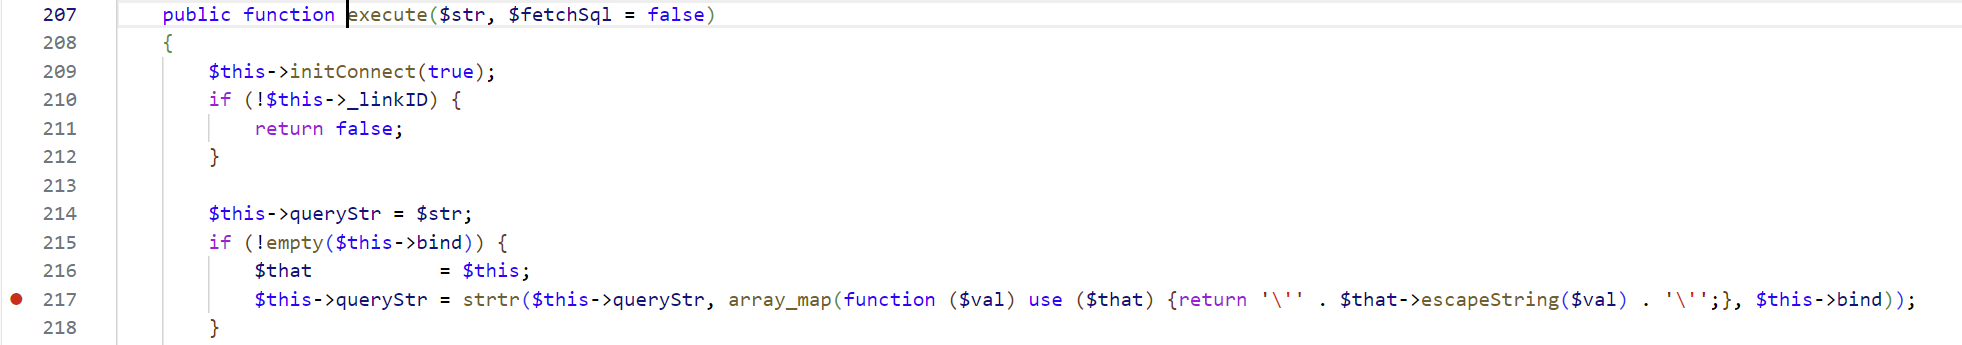 207 public function execute($str, $fetchSql = false)
208 {
209 $this->initConnect(true);
210 if (!$this->_linkID) {
211 return false;
212 }
213
214 $this->queryStr = $str;
215 if (!empty($this->bind)) {
216 $that = $this;
217 $this->queryStr = strtr($this->queryStr, array_map(function ($val) use ($that) {return '\'' . $that->escapeString($val) . '\'';}, $this->bind));
218 }